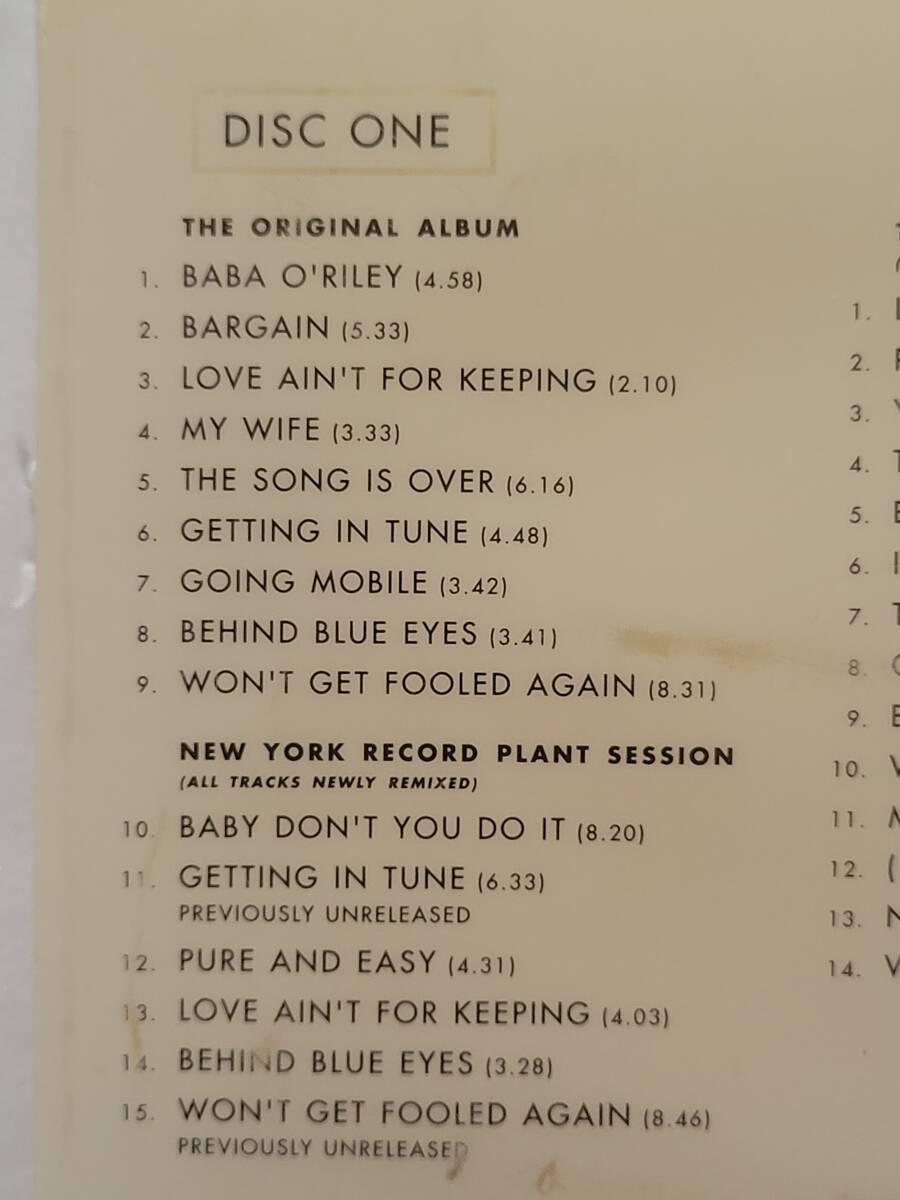 DISC ONE
THE ORIGINAL ALBUM
1. BABA O'RILEY (4.58)
2. BARGAIN (5.33)
3. LOVE AIN'T FOR KEEPING (2.10)
4. MY WIFE (3.33)
5. THE SONG IS OVER (6.16)
6. GETTING IN TUNE (4.48)
7. GOING MOBILE (3.42)
8. BEHIND BLUE EYES (3.41)
9. WON'T GET FOOLED AGAIN (8.31)
NEW YORK RECORD PLANT SESSION
(ALL TRACKS NEWLY REMIXED)
10. BABY DON'T YOU DO IT (8.20)
11. GETTING IN TUNE (6.33)
PREVIOUSLY UNRELEASED
12. PURE AND EASY (4.31)
13. LOVE AIN'T FOR KEEPING (4.03)
14. BEHIND BLUE EYES (3.28)
15. WON'T GET FOOLED AGAIN (8.46)
PREVIOUSLY UNRELEASED
1.
2.
3.
4.
5.
6.
7.
8.
9.
10.
11.
12. (
13.
14.